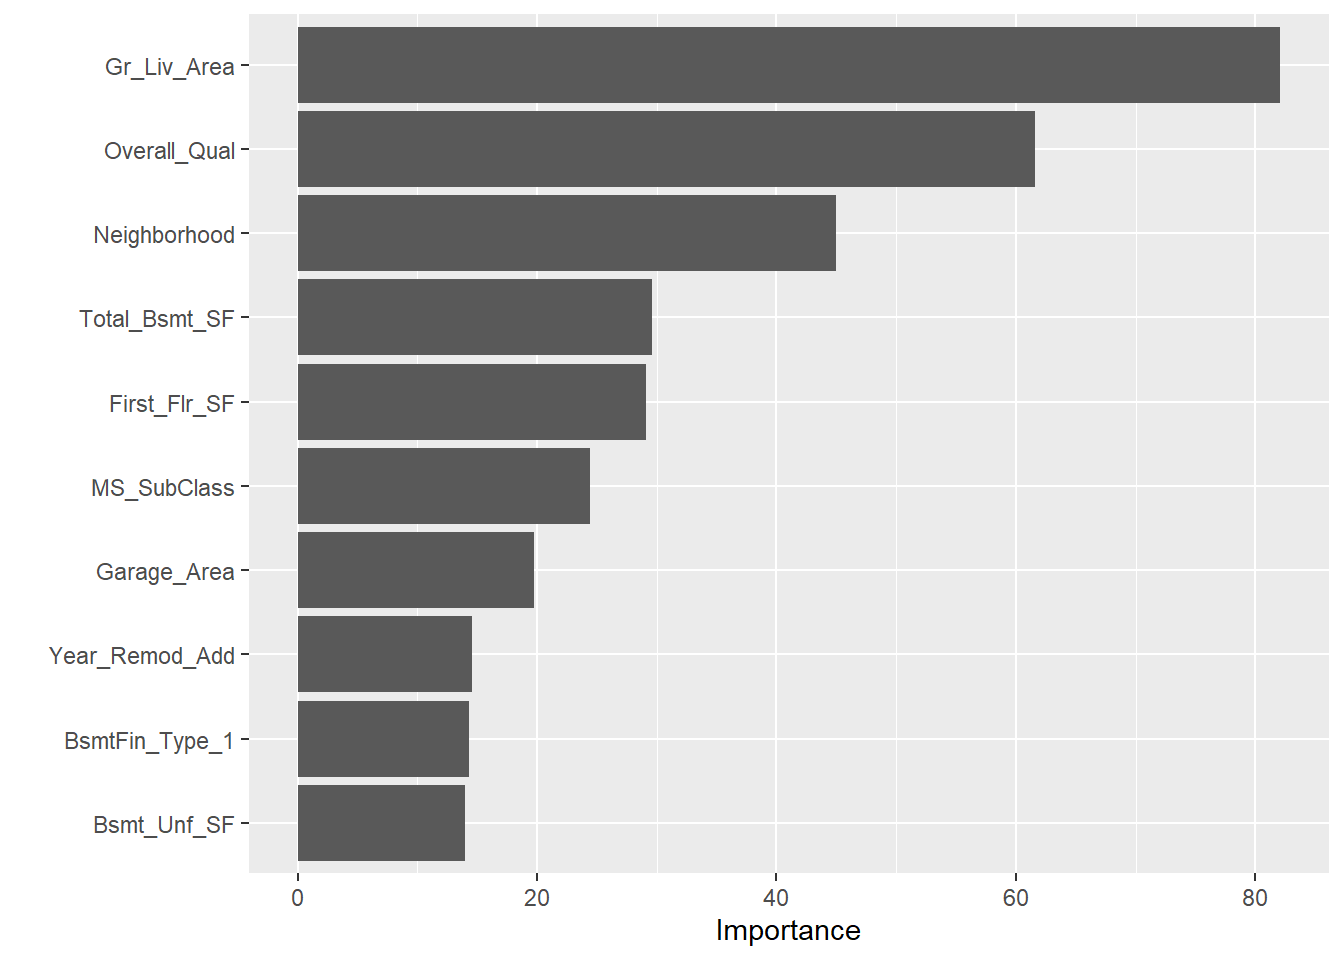 Gr_Liv_Area
Overall_Qual
Neighborhood
Total_Bsmt_SF
First_Flr_SF
MS_SubClass
Garage_Area
Year_Remod_Add
BsmtFin_Type_1
Bsmt_Unf_SF
0 20 40 60 80
Importance